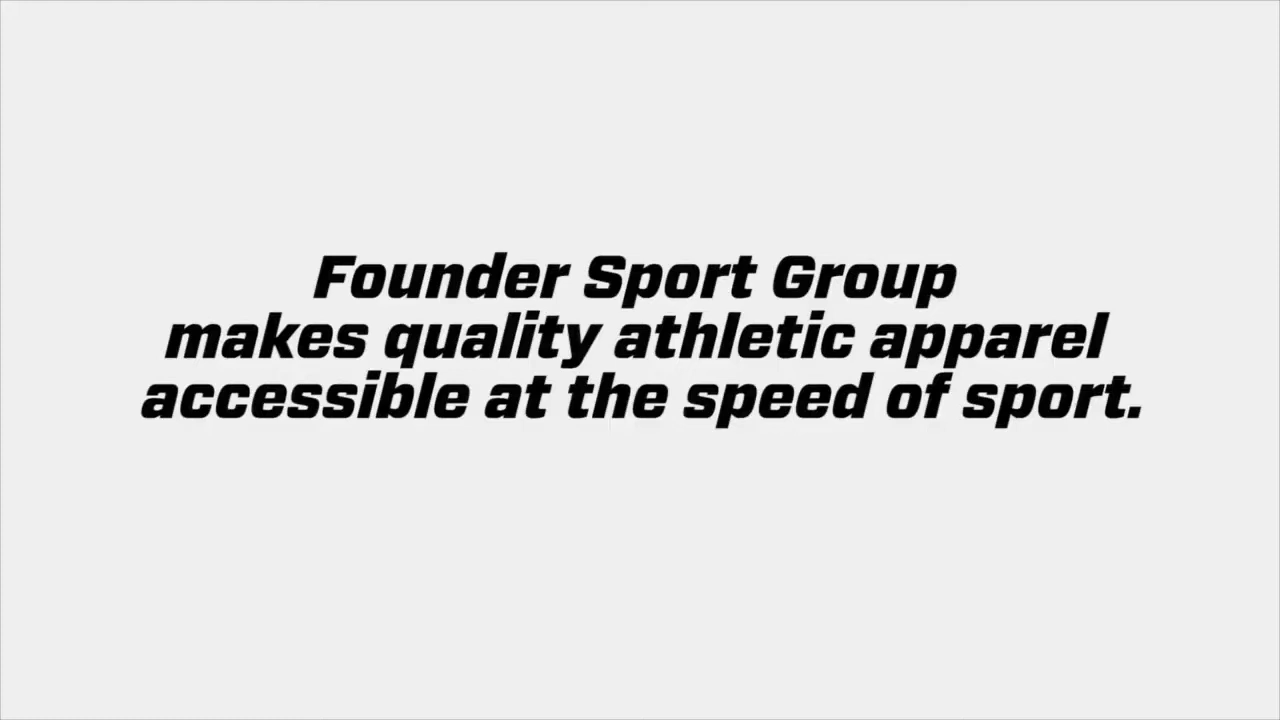 Founder Sport Group
makes quality athletic apparel
accessible at the speed of sport.